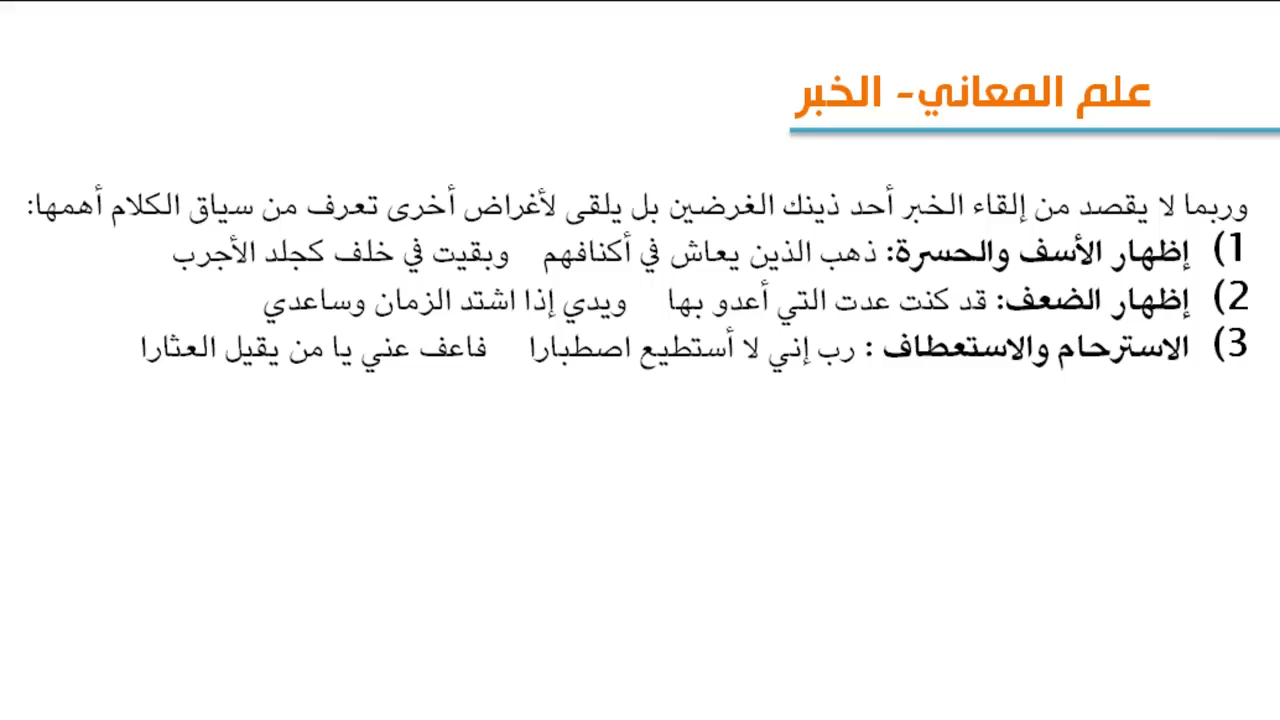 علم المعاني- الخبر
وربما لا يقصد من إلقاء الخبر أحد ذينك الغرضين بل يلقى لأغراض أخرى تعرف من سياق الكلام أهمها:
1) إظهار الأسف والحسرة: ذهب الذين يعاش في أكنافهم وبقيت في خلف كجلد الأجرب
2) إظهار الضعف: قد كنت عدت التي أعدو بها ويدي إذا اشتد الزمان وساعدي
3) الاسترحام والاستعطاف : رب إني لا أستطيع اصطبارا فاعف عني يا من يقيل العثارا